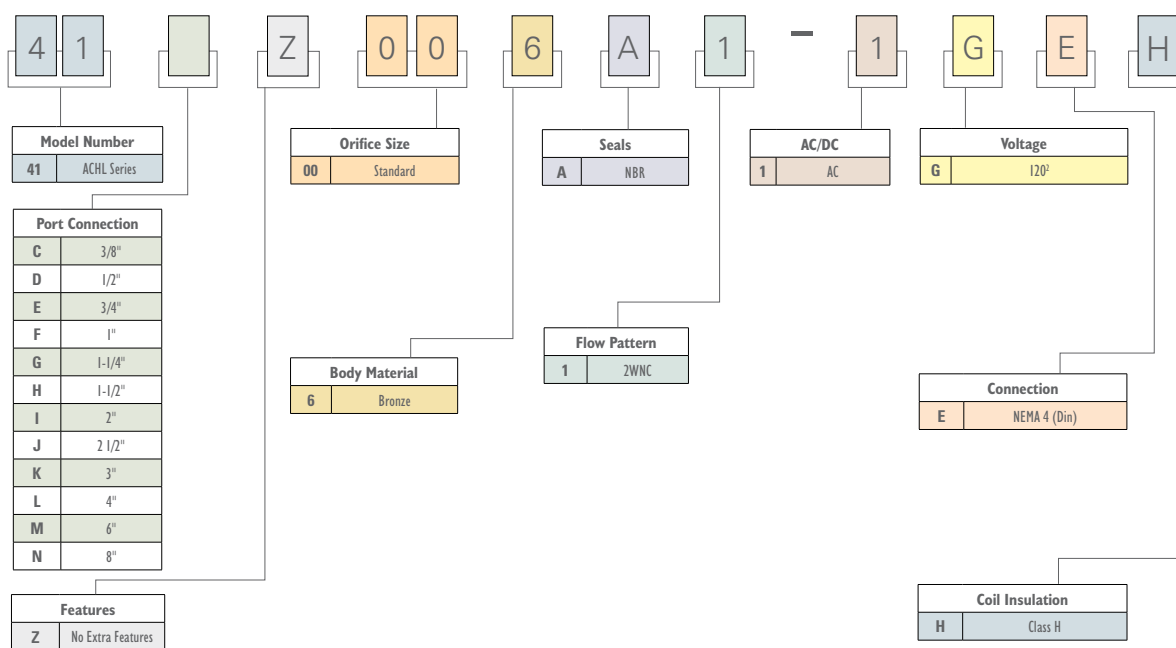 4 1 Z 0 0 6 A 1 - 1 G E H
Model Number
41 ACHL Series
Orifice Size
00 Standard
Seals
A NBR
AC/DC
1 AC
Voltage
G 120²
Port Connection
C 3/8"
D 1/2"
E 3/4"
F 1"
G 1-1/4"
H 1-1/2"
I 2"
J 2 1/2"
K 3"
L 4"
M 6"
N 8"
Body Material
6 Bronze
Flow Pattern
1 2WNC
Connection
E NEMA 4 (Din)
Features
Z No Extra Features
Coil Insulation
H Class H